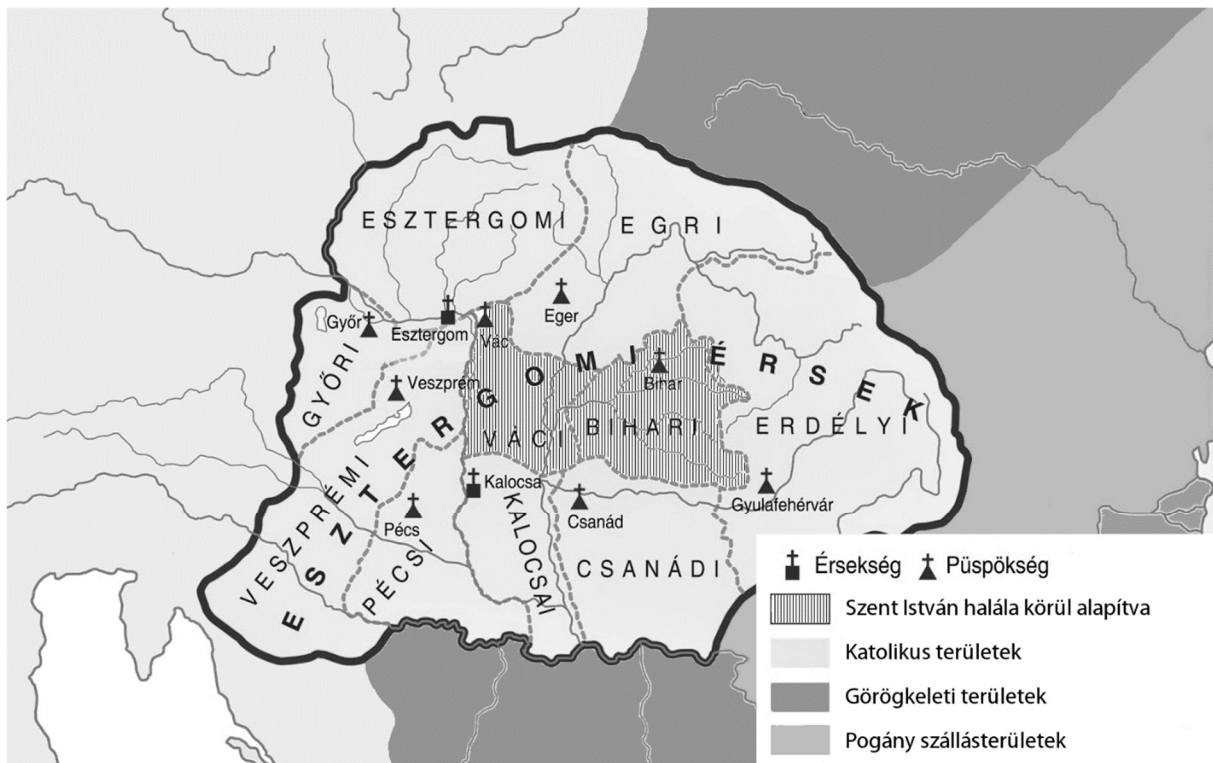 ESZTERGOMI
EGRI
Győr
Esztergom
Vác
Eger
GYŐRI
Veszprém
Bihar
ESZTERGOMI ÉRSEK
VÁCI
BIHARI
ERDÉLYI
VESZPRÉMI
Kalocsa
Pécs
PÉCSI
KALOCSAI
Csanád
Gyulafehérvár
CSANÁDI
Érsekség
Püspökség
Szent István halála körül alapítva
Katolikus területek
Görögkeleti területek
Pogány szállásterületek